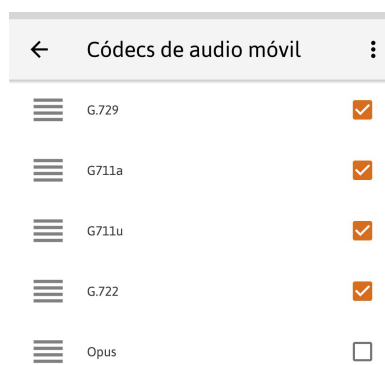 Códecs de audio móvil
G.729
G711a
G711u
G.722
Opus